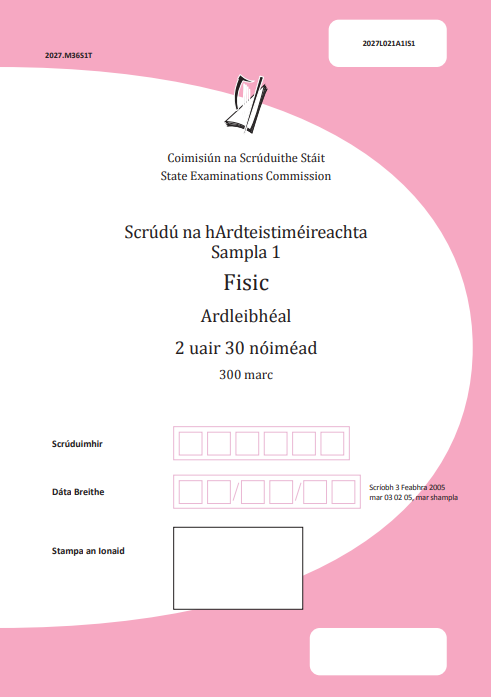 2027L021A1IS1
2027.M36S1T
Coimisiún na Scrúduithe Stáit
State Examinations Commission
Scrúdú na hArdteistiméireachta
Sampla 1
Fisic
Ardleibhéal
2 uair 30 nóiméad
300 marc
Scrúduimhir
Dáta Breithe
/ /
Scríobh 3 Feabhra 2005
mar 03 02 05, mar shampla
Stampa an Ionaid